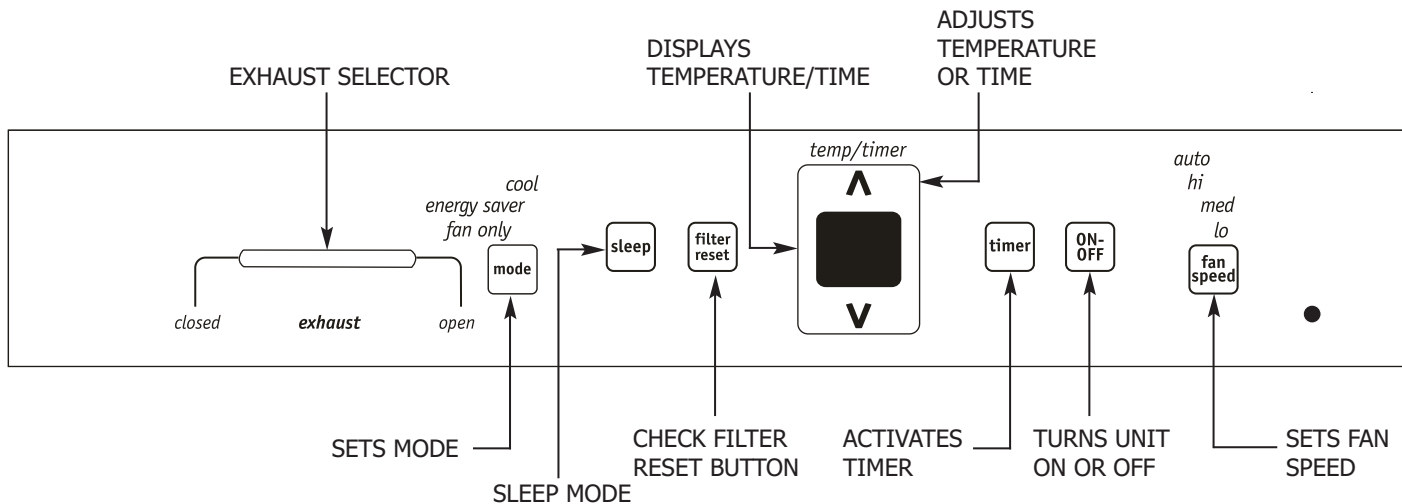 ADJUSTS
TEMPERATURE
OR TIME
DISPLAYS
TEMPERATURE/TIME
EXHAUST SELECTOR
temp/timer
auto
hi
med
lo
cool
energy saver
fan only
mode
sleep
filter
reset
timer
ON-
OFF
fan
speed
closed
exhaust
open
SETS MODE
SLEEP MODE
CHECK FILTER
RESET BUTTON
ACTIVATES
TIMER
TURNS UNIT
ON OR OFF
SETS FAN
SPEED